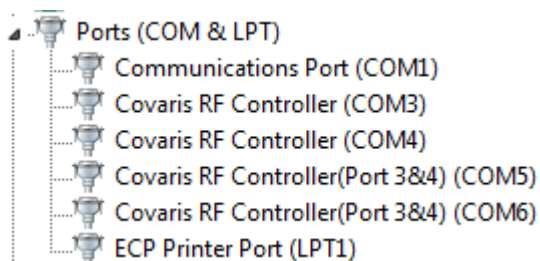 Ports (COM & LPT)
Communications Port (COM1)
Covaris RF Controller (COM3)
Covaris RF Controller (COM4)
Covaris RF Controller(Port 3&4) (COM5)
Covaris RF Controller(Port 3&4) (COM6)
ECP Printer Port (LPT1)